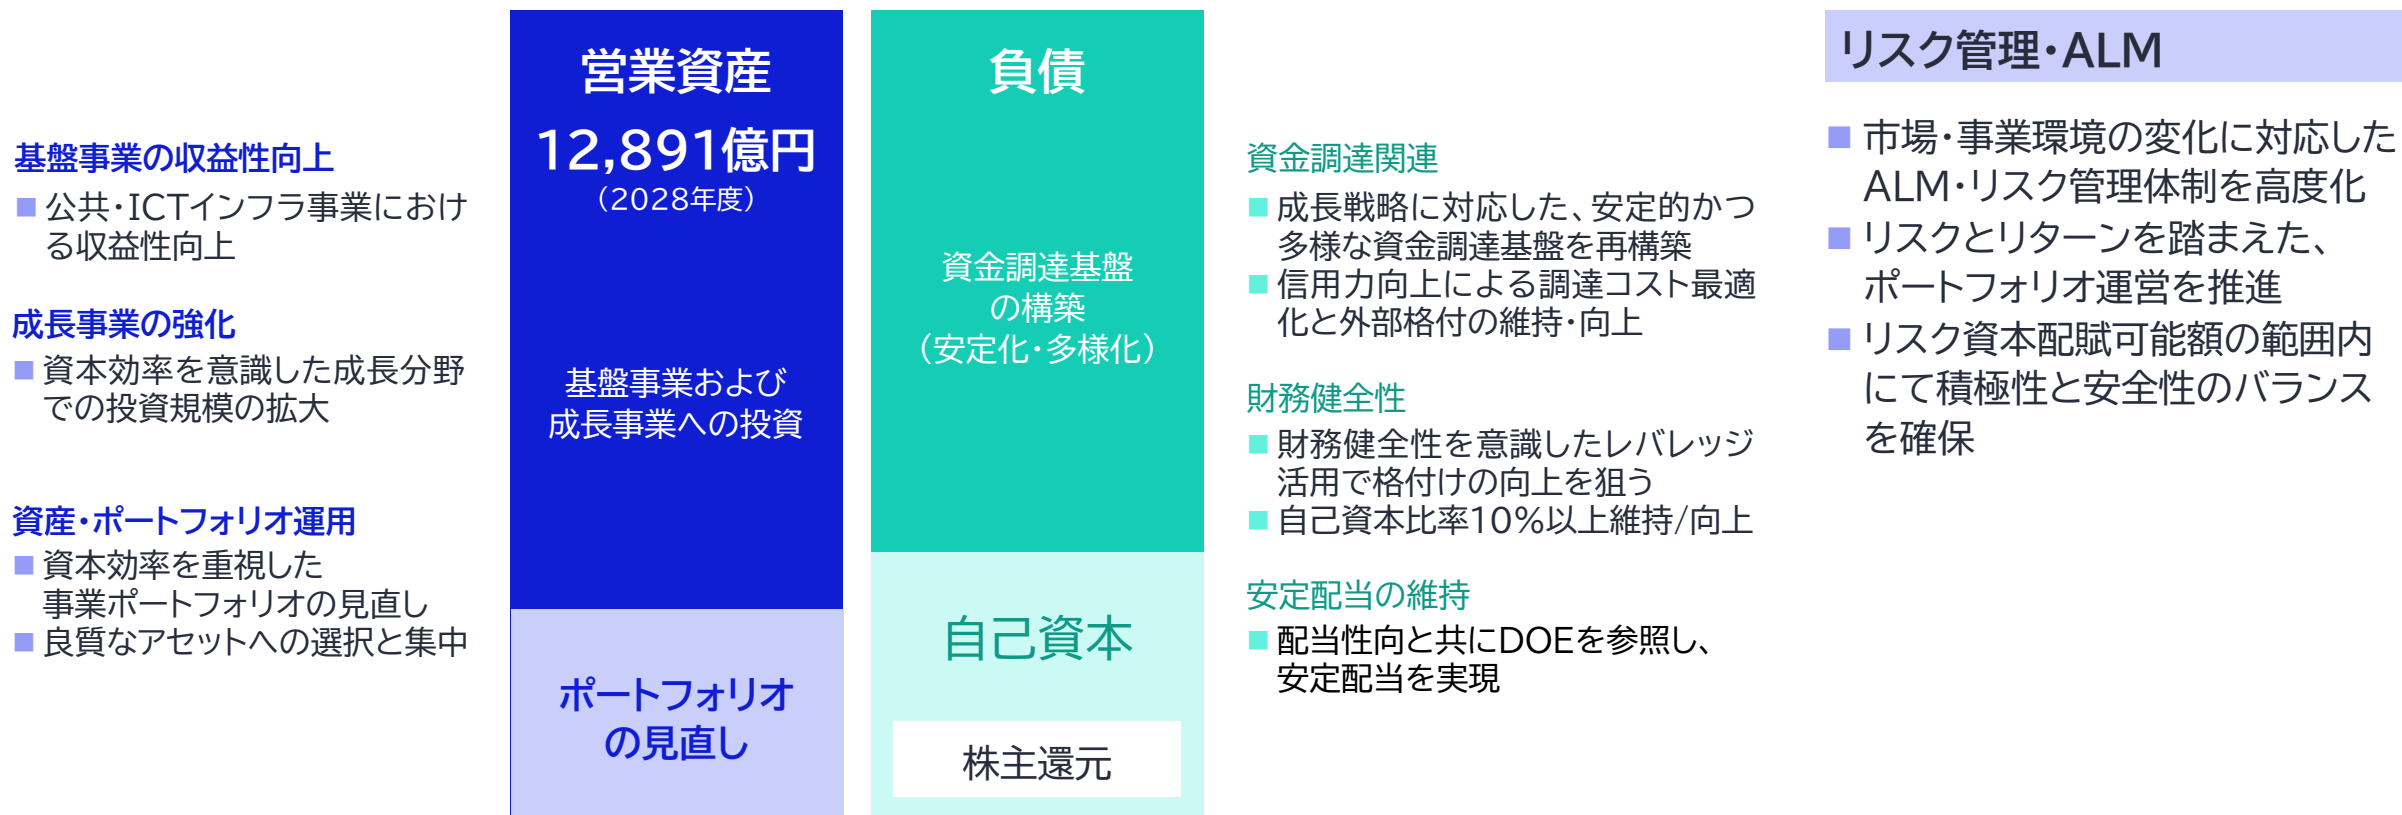 基盤事業の収益性向上
■ 公共・ICTインフラ事業におけ
る収益性向上
成長事業の強化
■ 資本効率を意識した成長分野
での投資規模の拡大
資産・ポートフォリオ運用
■ 資本効率を重視した
事業ポートフォリオの見直し
■ 良質なアセットへの選択と集中
営業資産
12,891億円
（2028年度）
基盤事業および
成長事業への投資
ポートフォリオ
の見直し
負債
資金調達基盤
の構築
（安定化・多様化）
自己資本
株主還元
資金調達関連
■ 成長戦略に対応した、安定的かつ
多様な資金調達基盤を再構築
■ 信用力向上による調達コスト最適
化と外部格付の維持・向上
財務健全性
■ 財務健全性を意識したレバレッジ
活用で格付けの向上を狙う
■ 自己資本比率10%以上維持/向上
安定配当の維持
■ 配当性向と共にDOEを参照し、
安定配当を実現
リスク管理・ALM
■ 市場・事業環境の変化に対応した
ALM・リスク管理体制を高度化
■ リスクとリターンを踏まえた、
ポートフォリオ運営を推進
■ リスク資本配賦可能額の範囲内
にて積極性と安全性のバランス
を確保